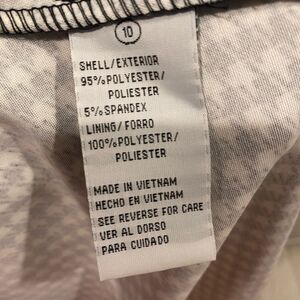 10
SHELL/EXTERIOR
95%POLYESTER/
POLIESTER
5%SPANDEX
LINING/FORRO
100%POLYESTER/
POLIESTER
MADE IN VIETNAM
HECHO EN VIETNAM
SEE REVERSE FOR CARE
VER AL DORSO
PARA CUIDADO